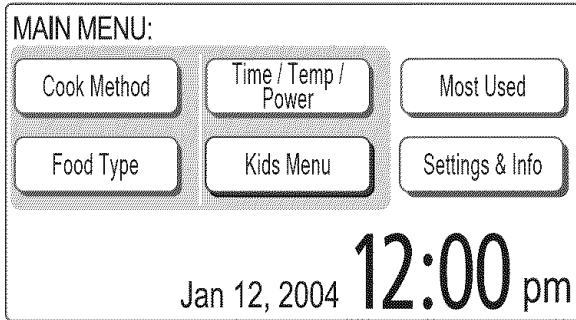 MAIN MENU:
Cook Method
Time / Temp /
Power
Most Used
Food Type
Kids Menu
Settings & Info
Jan 12, 2004 12:00 pm